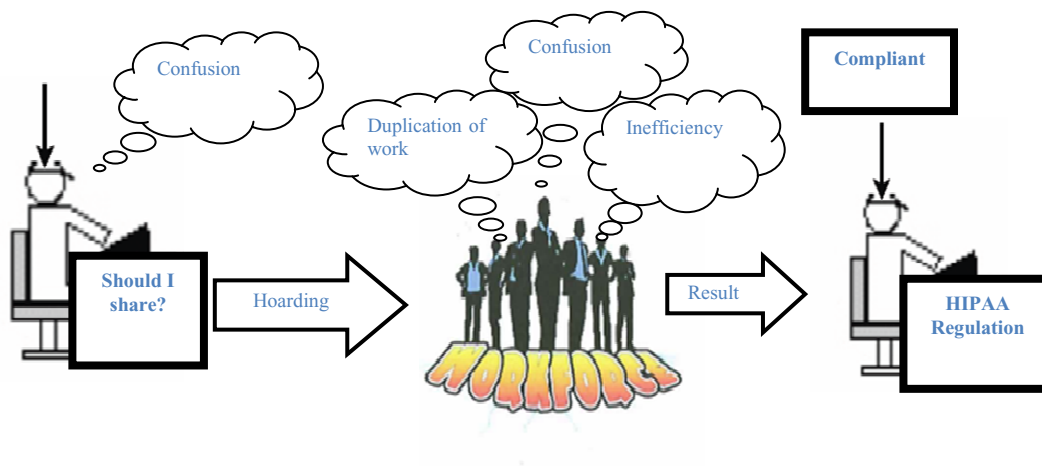 Confusion
Should I
share?
Hoarding
Duplication of
work
Confusion
Inefficiency
WORKFORCE
Result
Compliant
HIPAA
Regulation